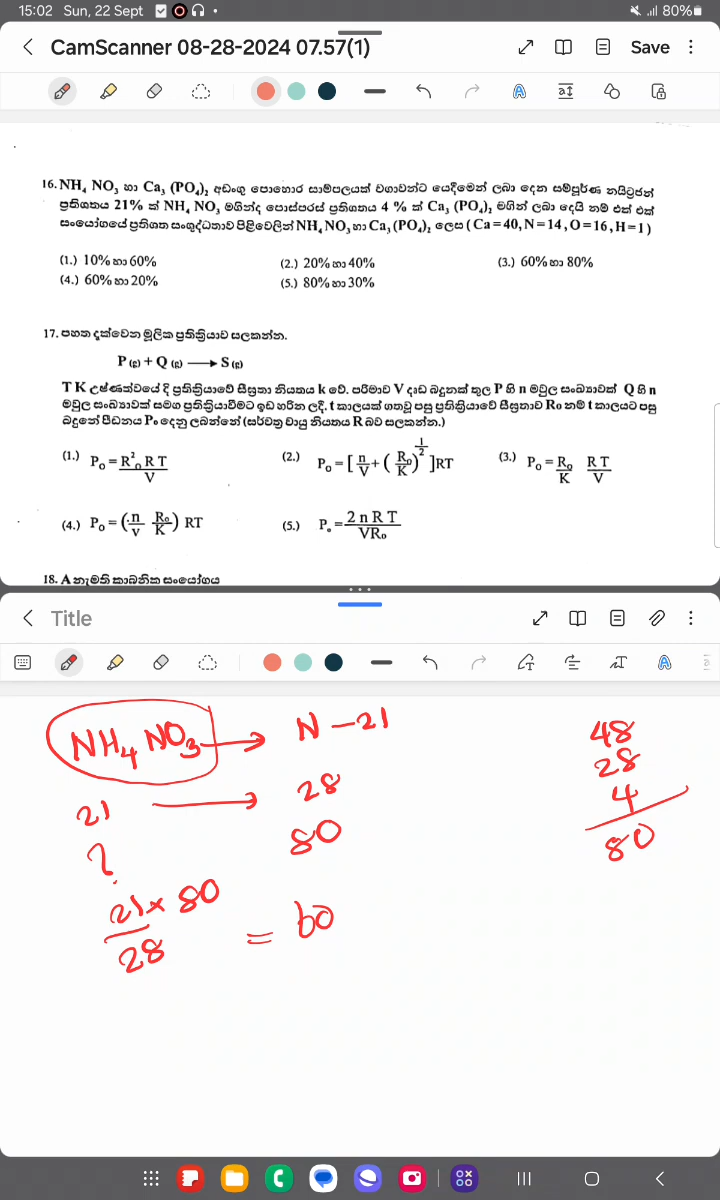 15:02 Sun, 22 Sept 80%
CamScanner 08-28-2024 07.57(1) Save
16. NH₄ NO₃ හා Ca₃ (PO₄)₂ අඩංගු පොහොර සාම්පලයක් වගාවන්ට යෙදීමෙන් ලබා දෙන සම්පූර්ණ නයිට්‍රජන්
ප්‍රතිශතය 21% ක් NH₄ NO₃ මගින්ද පොස්පරස් ප්‍රතිශතය 4 % ක් Ca₃ (PO₄)₂ මගින් ලබා දෙයි නම් එක් එක්
සංයෝගයේ ප්‍රතිශත සංශුද්ධතාව පිළිවෙලින් NH₄ NO₃ හා Ca₃ (PO₄)₂ ලෙස ( Ca=40, N=14 , O=16 , H=1 )
(1.) 10% හා 60% (2.) 20% හා 40% (3.) 60% හා 80%
(4.) 60% හා 20% (5.) 80% හා 30%
17. පහත දැක්වෙන මූලික ප්‍රතික්‍රියාව සලකන්න.
P (g) + Q (g) ⟶ S (g)
T K උෂ්ණත්වයේ දී ප්‍රතික්‍රියාවේ සීඝ්‍රතා නියතය k වේ. පරිමාව V දෘඩ බදුනක් තුල P හි n මවුල සංඛ්‍යාවක් Q හි n
මවුල සංඛ්‍යාවක් සමග ප්‍රතික්‍රියාවීමට ඉඩ හරින ලදී. t කාලයක් ගතවූ පසු ප්‍රතික්‍රියාවේ සීඝ්‍රතාව R₀ නම් t කාලයට පසු
බදුනේ පීඩනය P₀ දෙනු ලබන්නේ (සර්වත්‍ර වායු නියතය R බව සලකන්න.)
(1.) P₀ = R²₀ R T / V (2.) P₀ = [ n/V + ( R₀/K )^1/2 ]RT (3.) P₀ = R₀/K R T/V
(4.) P₀ = ( n/v R₀/K ) RT (5.) P₀ = 2 n R T / VR₀
18. A නැමති කාබනික සංයෝගය
Title
NH₄ NO₃ → N – 21
21 → 28
? 80
21 × 80 / 28 = 60
48
28
4
80